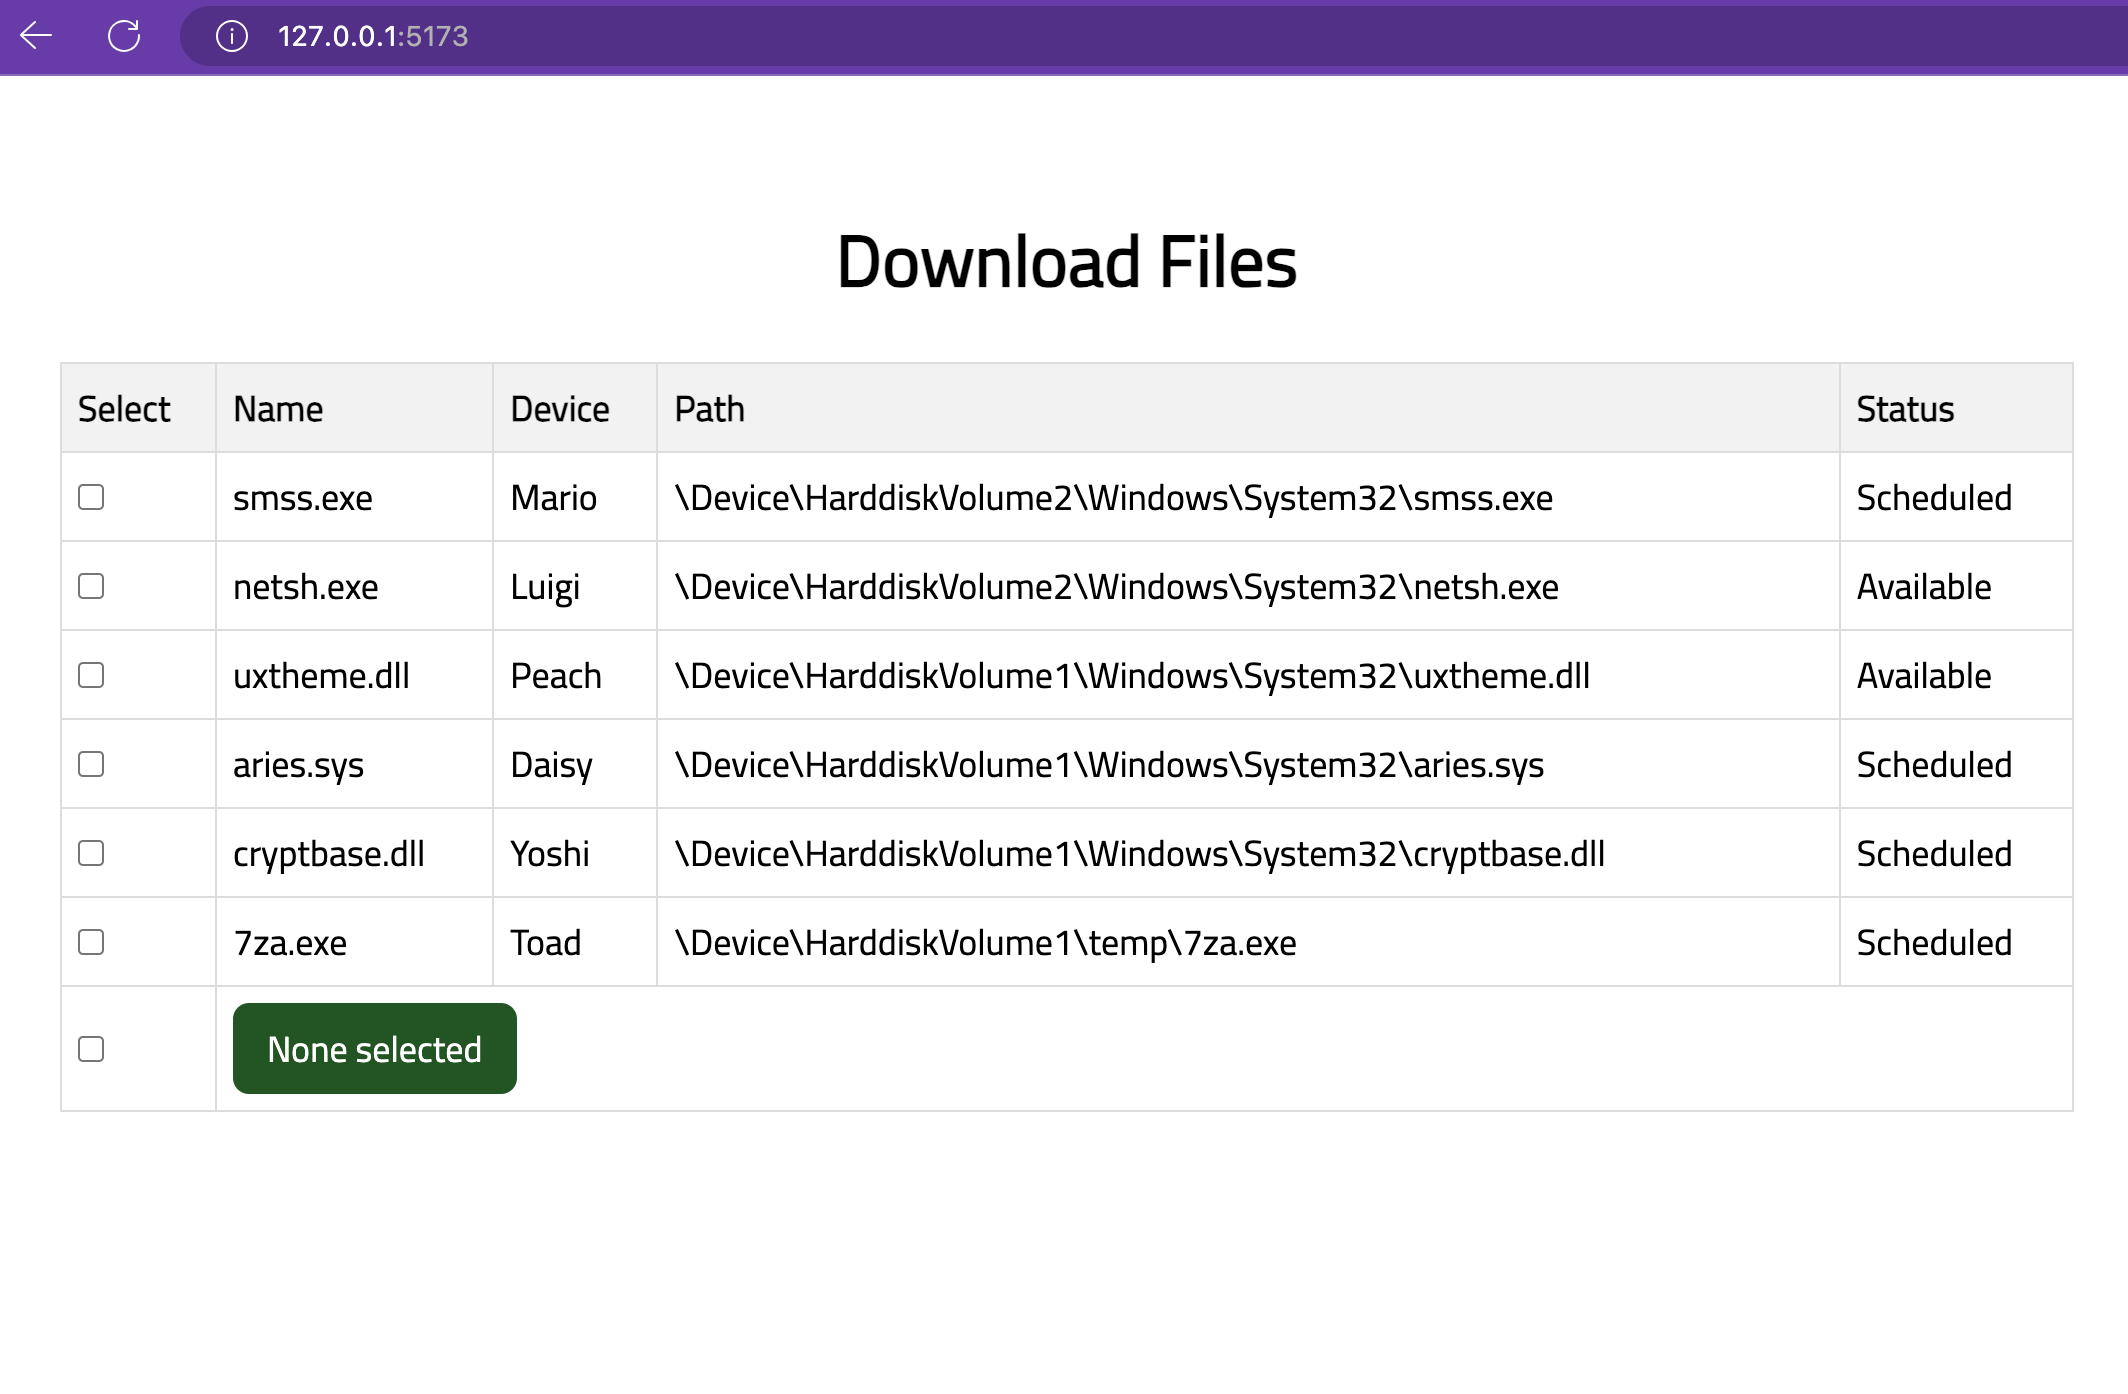 127.0.0.1:5173
Download Files
Select Name Device Path Status
smss.exe Mario \Device\HarddiskVolume2\Windows\System32\smss.exe Scheduled
netsh.exe Luigi \Device\HarddiskVolume2\Windows\System32\netsh.exe Available
uxtheme.dll Peach \Device\HarddiskVolume1\Windows\System32\uxtheme.dll Available
aries.sys Daisy \Device\HarddiskVolume1\Windows\System32\aries.sys Scheduled
cryptbase.dll Yoshi \Device\HarddiskVolume1\Windows\System32\cryptbase.dll Scheduled
7za.exe Toad \Device\HarddiskVolume1\temp\7za.exe Scheduled
None selected